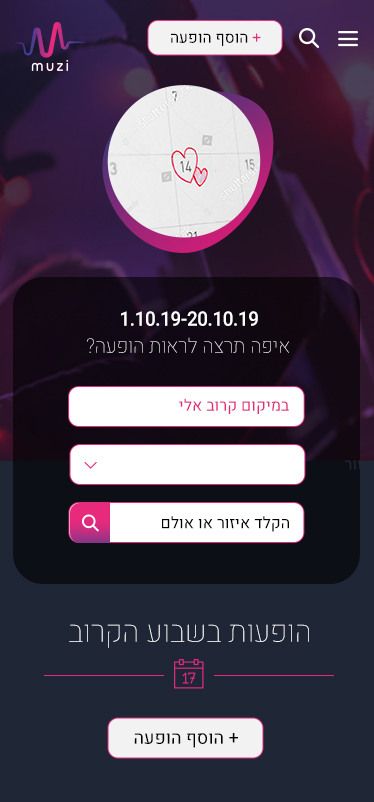 muzi
+ הוסף הופעה
7
3
14
15
21
1.10.19-20.10.19
איפה תרצה לראות הופעה?
במיקום קרוב אלי
הקלד איזור או אולם
הופעות בשבוע הקרוב
17
+ הוסף הופעה